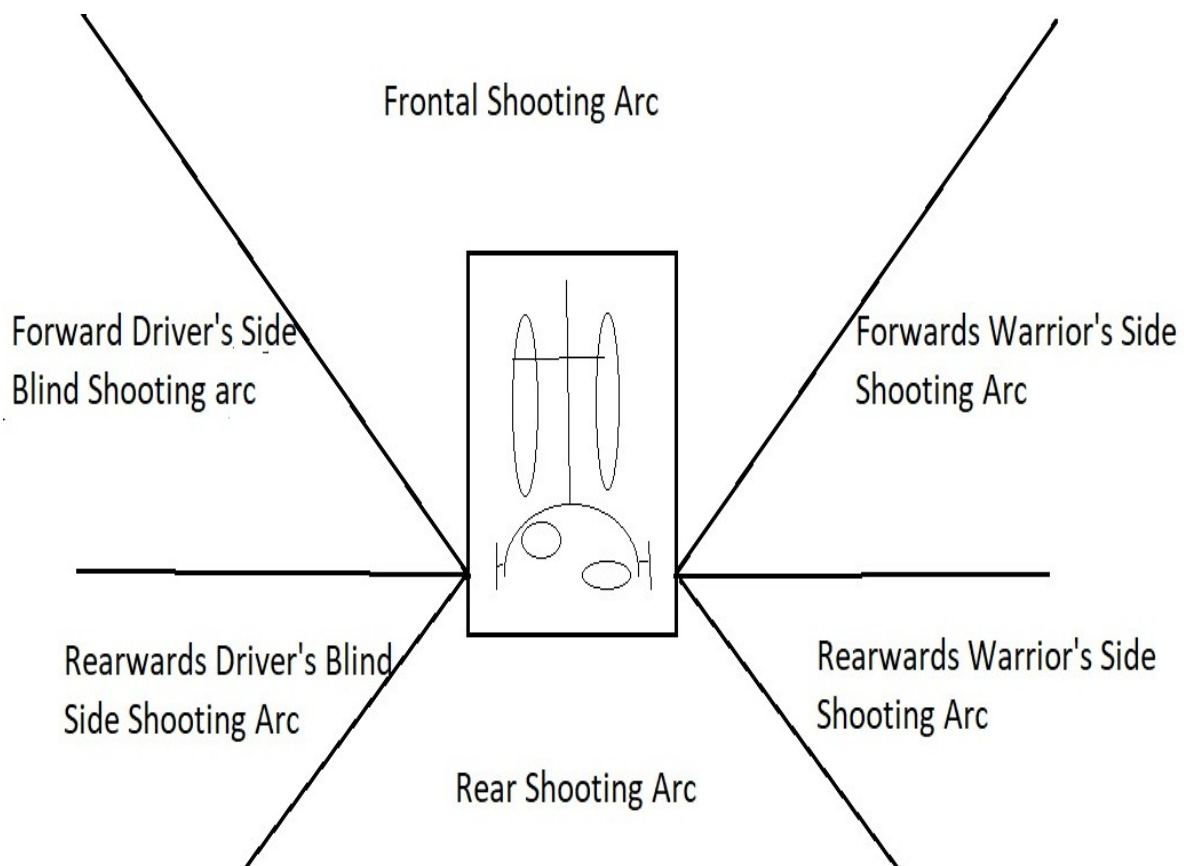 Frontal Shooting Arc
Forward Driver's Side
Blind Shooting arc
Forwards Warrior's Side
Shooting Arc
Rearwards Driver's Blind
Side Shooting Arc
Rearwards Warrior's Side
Shooting Arc
Rear Shooting Arc